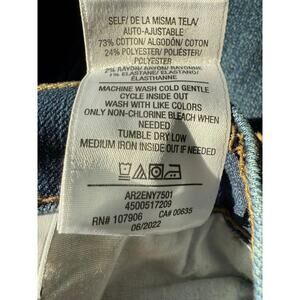 SELF/ DE LA MISMA TELA/
AUTO-AJUSTABLE
73% COTTON/ ALGODÓN/ COTON
24% POLYESTER/ POLIÉSTER/
POLYESTER
RAYON/ RAYÓN/ RAYONNE
1% ELASTANE/ ELASTANO/
ÉLASTHANNE
MACHINE WASH COLD GENTLE
CYCLE INSIDE OUT
WASH WITH LIKE COLORS
ONLY NON-CHLORINE BLEACH WHEN
NEEDED
TUMBLE DRY LOW
MEDIUM IRON INSIDE OUT IF NEEDED
AR2ENY7501
4500517209
RN# 107906 CA# 00635
06/2022